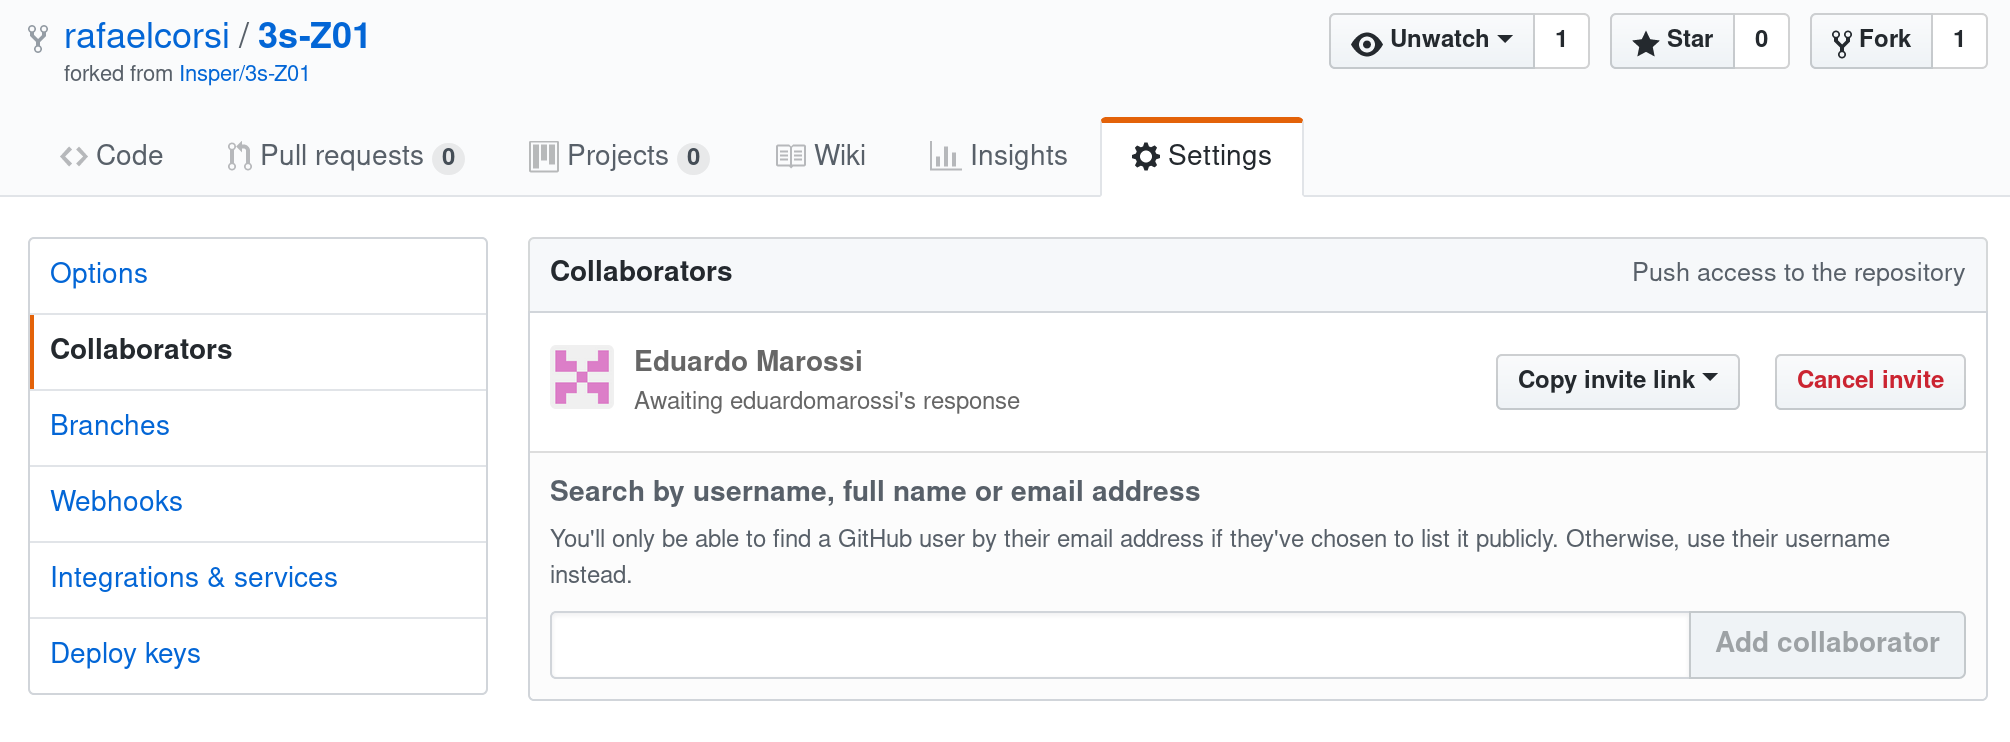 rafaelcorsi / 3s-Z01
forked from Insper/3s-Z01
Unwatch 1
Star 0
Fork 1
Code
Pull requests 0
Projects 0
Wiki
Insights
Settings
Options
Collaborators
Branches
Webhooks
Integrations & services
Deploy keys
Collaborators
Push access to the repository
Eduardo Marossi
Awaiting eduardomarossi's response
Copy invite link
Cancel invite
Search by username, full name or email address
You'll only be able to find a GitHub user by their email address if they've chosen to list it publicly. Otherwise, use their username
instead.
Add collaborator